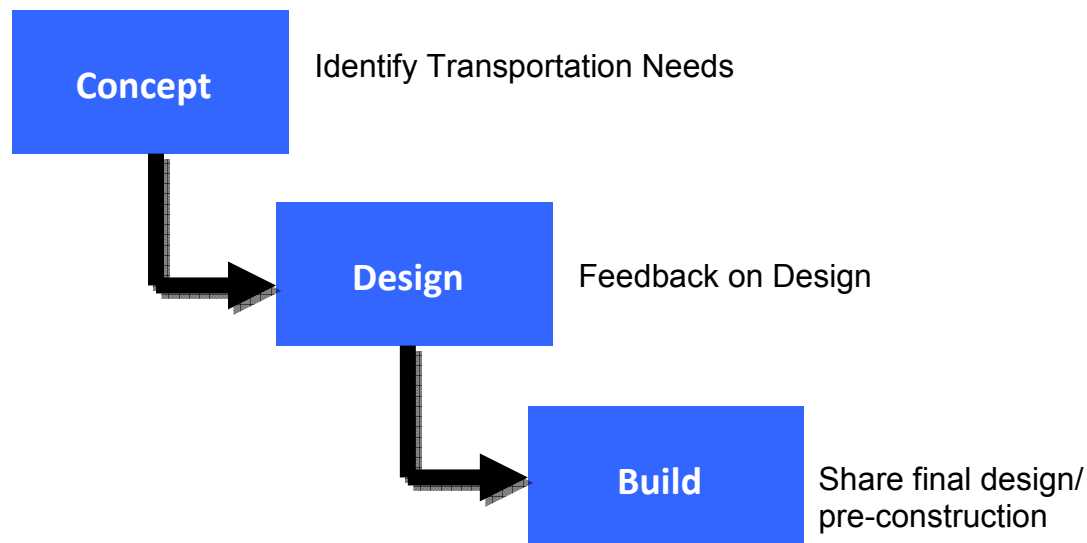 Concept
Identify Transportation Needs
Design
Feedback on Design
Build
Share final design/
pre-construction